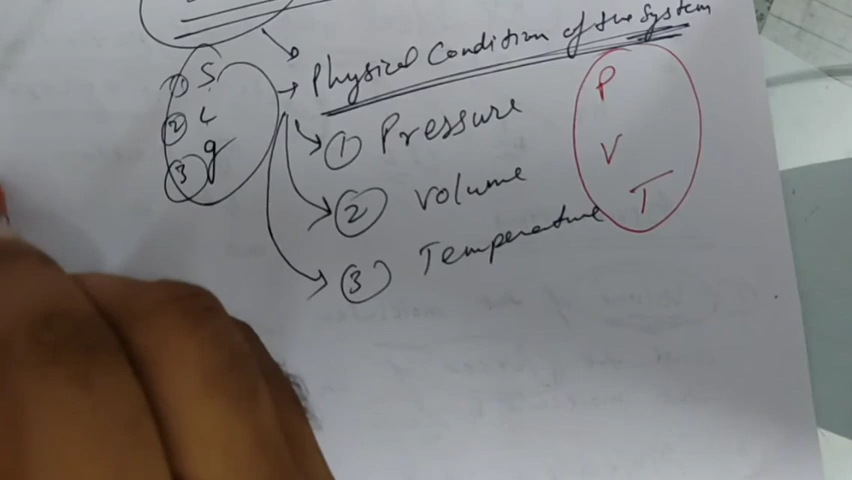 Physical Condition of the System
① S
② L
③ g
① Pressure
② Volume
③ Temperature
P
V
T